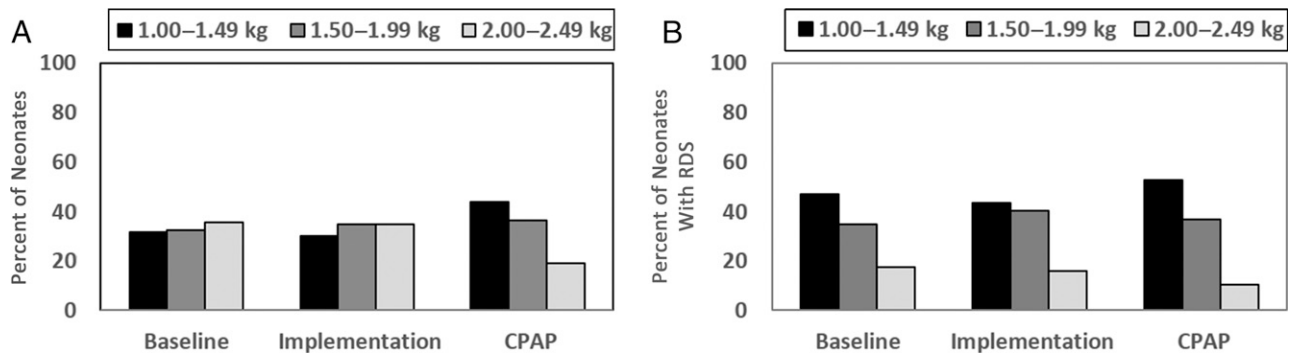 A
1.00–1.49 kg 1.50–1.99 kg 2.00–2.49 kg
Percent of Neonates
100
80
60
40
20
0
Baseline Implementation CPAP
B
1.00–1.49 kg 1.50–1.99 kg 2.00–2.49 kg
Percent of Neonates
With RDS
100
80
60
40
20
0
Baseline Implementation CPAP